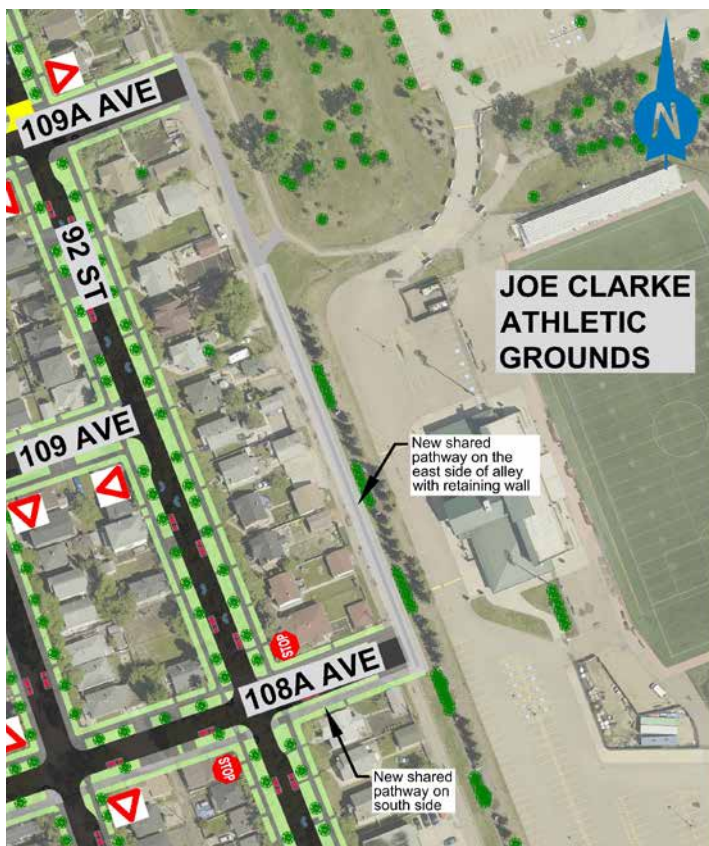 109A AVE
N
92 ST
JOE CLARKE
ATHLETIC
GROUNDS
109 AVE
New shared
pathway on the
east side of alley
with retaining wall
STOP
108A AVE
STOP
New shared
pathway on
south side